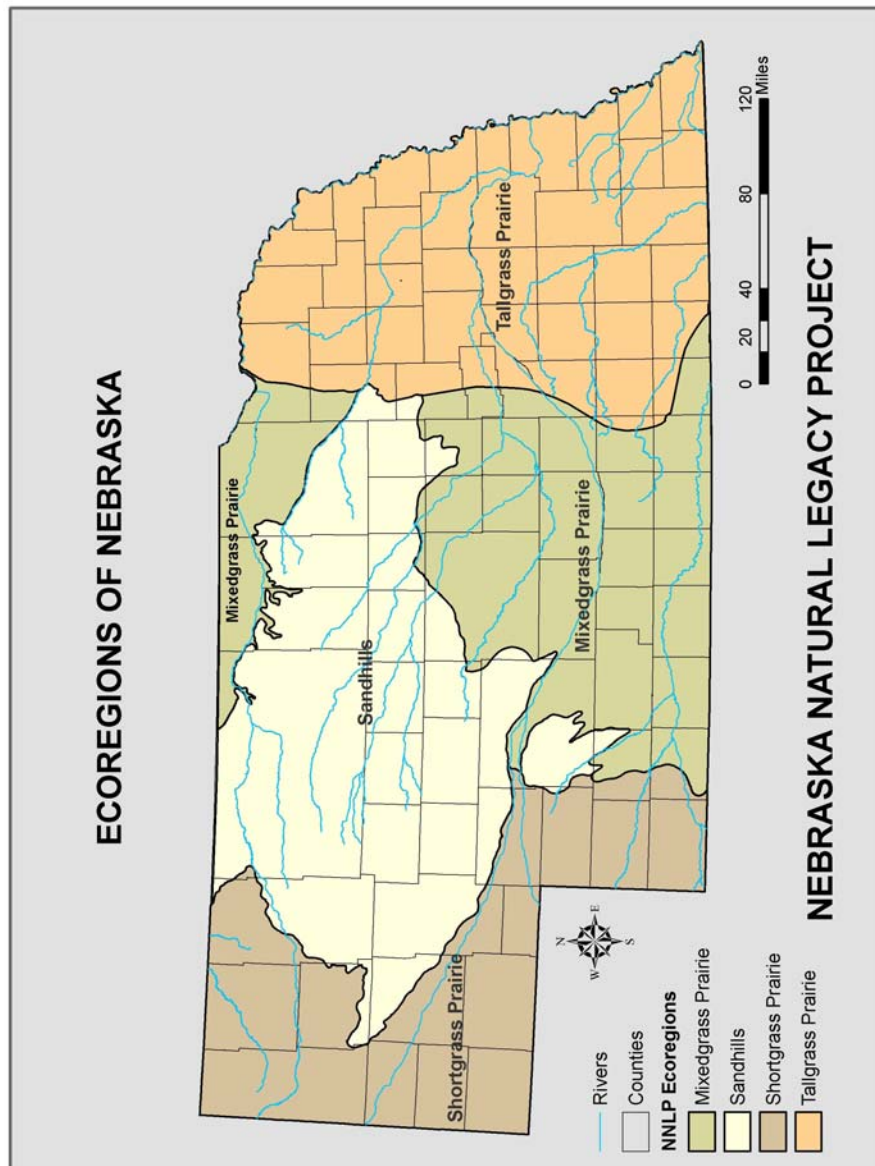 ECOREGIONS OF NEBRASKA
Mixedgrass Prairie
Sandhills
Tallgrass Prairie
Mixedgrass Prairie
Shortgrass Prairie
N
W
E
S
Rivers
Counties
NNLP Ecoregions
Mixedgrass Prairie
Sandhills
Shortgrass Prairie
Tallgrass Prairie
0 20 40 80 120
Miles
NEBRASKA NATURAL LEGACY PROJECT